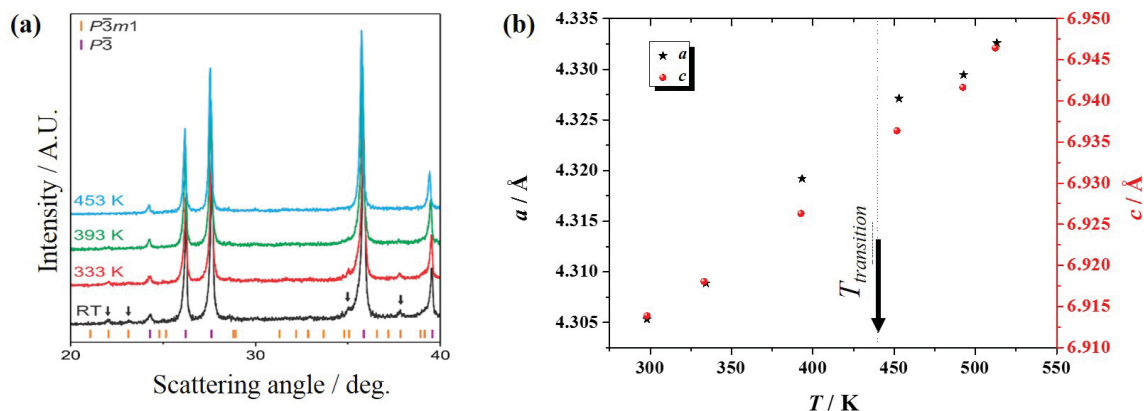 (a)
P3̅m1
P3̅
Intensity / A.U.
453 K
393 K
333 K
RT
20
30
40
Scattering angle / deg.
(b)
a
c
4.335
4.330
4.325
4.320
4.315
4.310
4.305
a / Å
6.950
6.945
6.940
6.935
6.930
6.925
6.920
6.915
6.910
c / Å
T transition
300
350
400
450
500
550
T / K